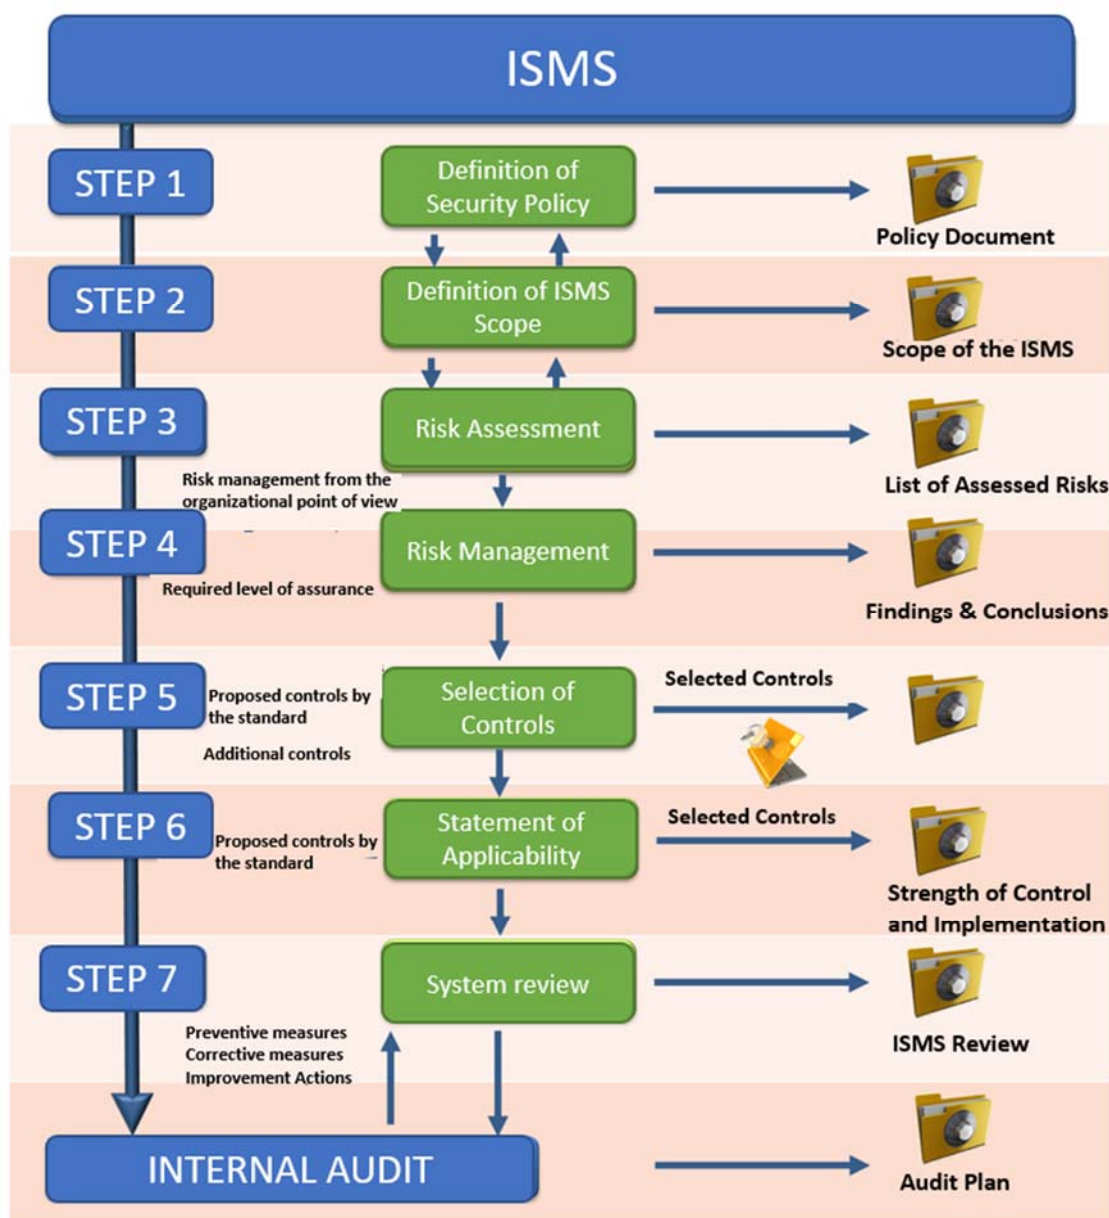 ISMS
STEP 1
Definition of
Security Policy
Policy Document
STEP 2
Definition of ISMS
Scope
Scope of the ISMS
STEP 3
Risk Assessment
List of Assessed Risks
Risk management from the
organizational point of view
STEP 4
Risk Management
Required level of assurance
Findings & Conclusions
STEP 5
Proposed controls by
the standard
Additional controls
Selection of
Controls
Selected Controls
STEP 6
Proposed controls by
the standard
Statement of
Applicability
Selected Controls
Strength of Control
and Implementation
STEP 7
System review
ISMS Review
Preventive measures
Corrective measures
Improvement Actions
INTERNAL AUDIT
Audit Plan